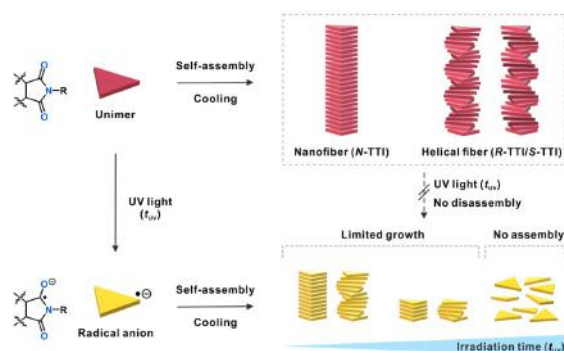 O
N–R
O
Unimer
Self-assembly
Cooling
Nanofiber (N-TTI)
Helical fiber (R-TTI/S-TTI)
UV light
(tUV)
UV light (tUV)
No disassembly
Limited growth
No assembly
O⊖
•
N–R
O
•⊖
Radical anion
Self-assembly
Cooling
Irradiation time (tUV)